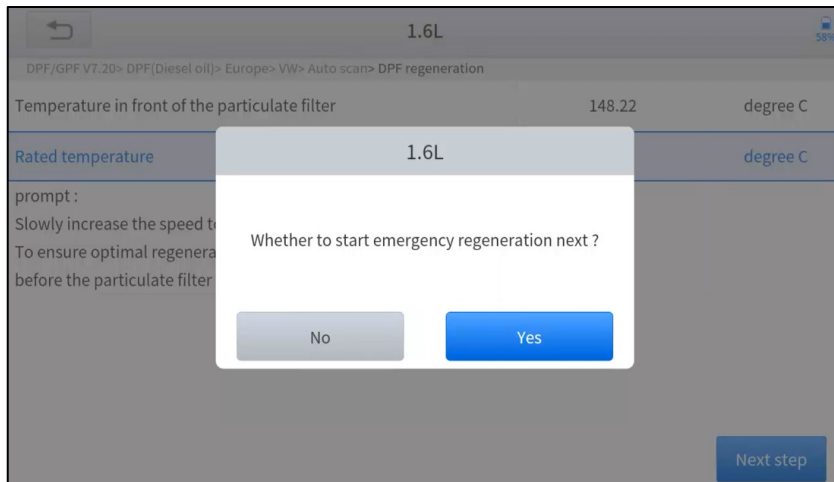 1.6L
58%
DPF/GPF V7.20> DPF(Diesel oil)> Europe> VW> Auto scan> DPF regeneration
Temperature in front of the particulate filter 148.22 degree C
Rated temperature degree C
1.6L
prompt :
Slowly increase the speed
To ensure optimal
before the particulate filter
Whether to start emergency regeneration next ?
No Yes
Next step